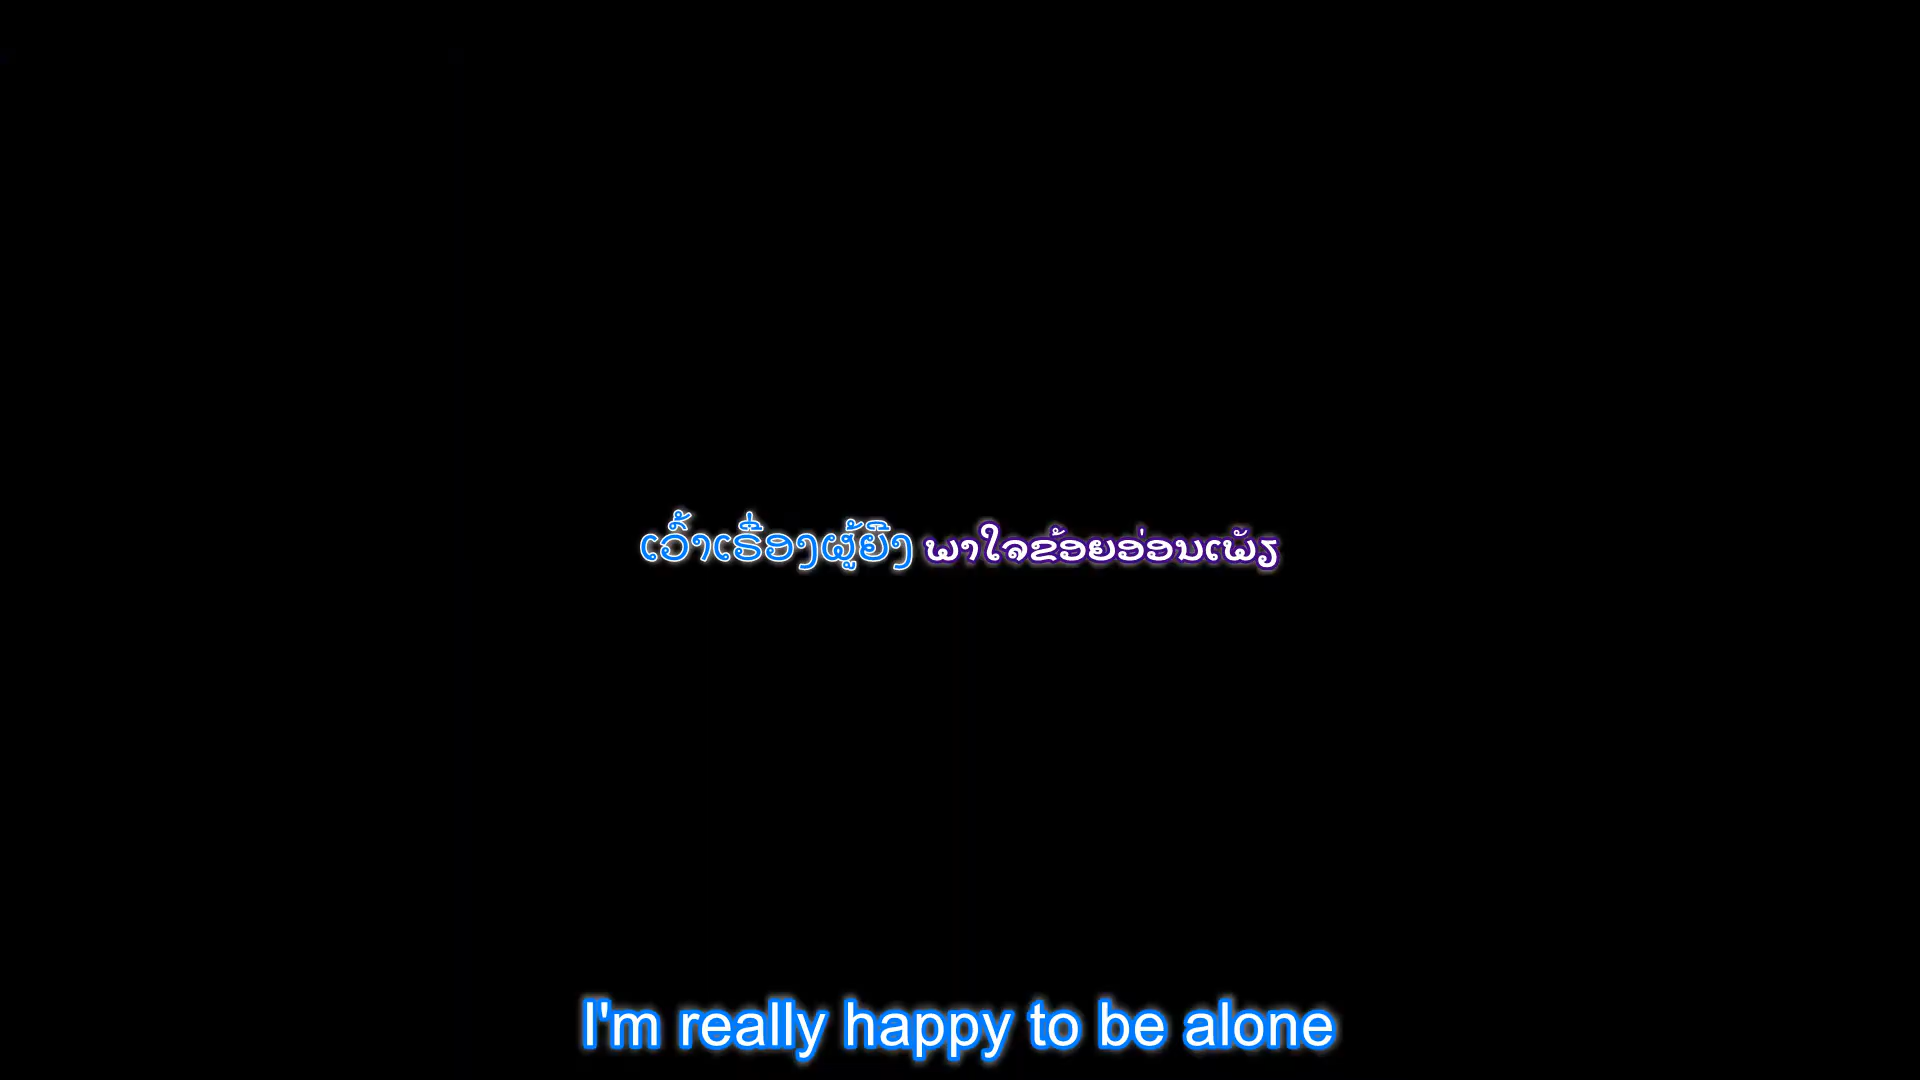 ເວົ້າເຣື່ອງຜູ້ຍີງ ພາໃຈຂ້ອຍອ່ອນເພັຽ
I'm really happy to be alone